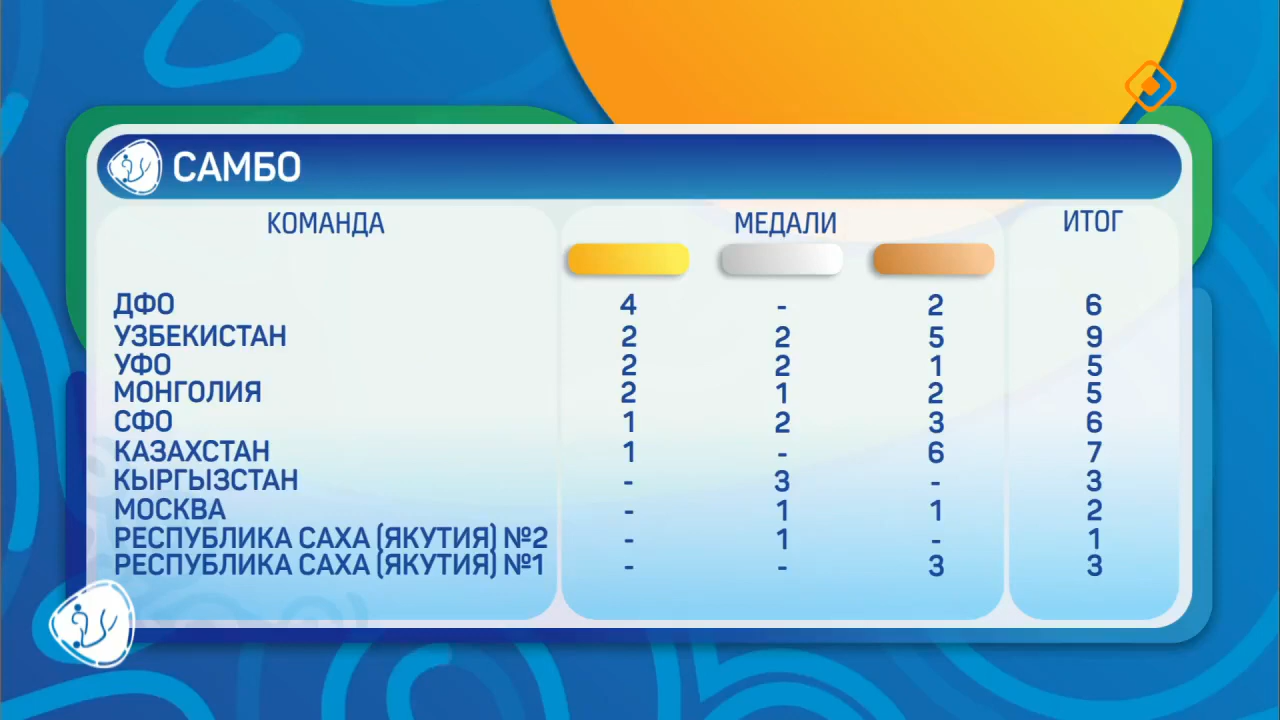 САМБО
КОМАНДА МЕДАЛИ ИТОГ
ДФО 4 - 2 6
УЗБЕКИСТАН 2 2 5 9
УФО 2 2 1 5
МОНГОЛИЯ 2 1 2 5
СФО 1 2 3 6
КАЗАХСТАН 1 - 6 7
КЫРГЫЗСТАН - 3 - 3
МОСКВА - 1 1 2
РЕСПУБЛИКА САХА (ЯКУТИЯ) №2 - 1 - 1
РЕСПУБЛИКА САХА (ЯКУТИЯ) №1 - - 3 3